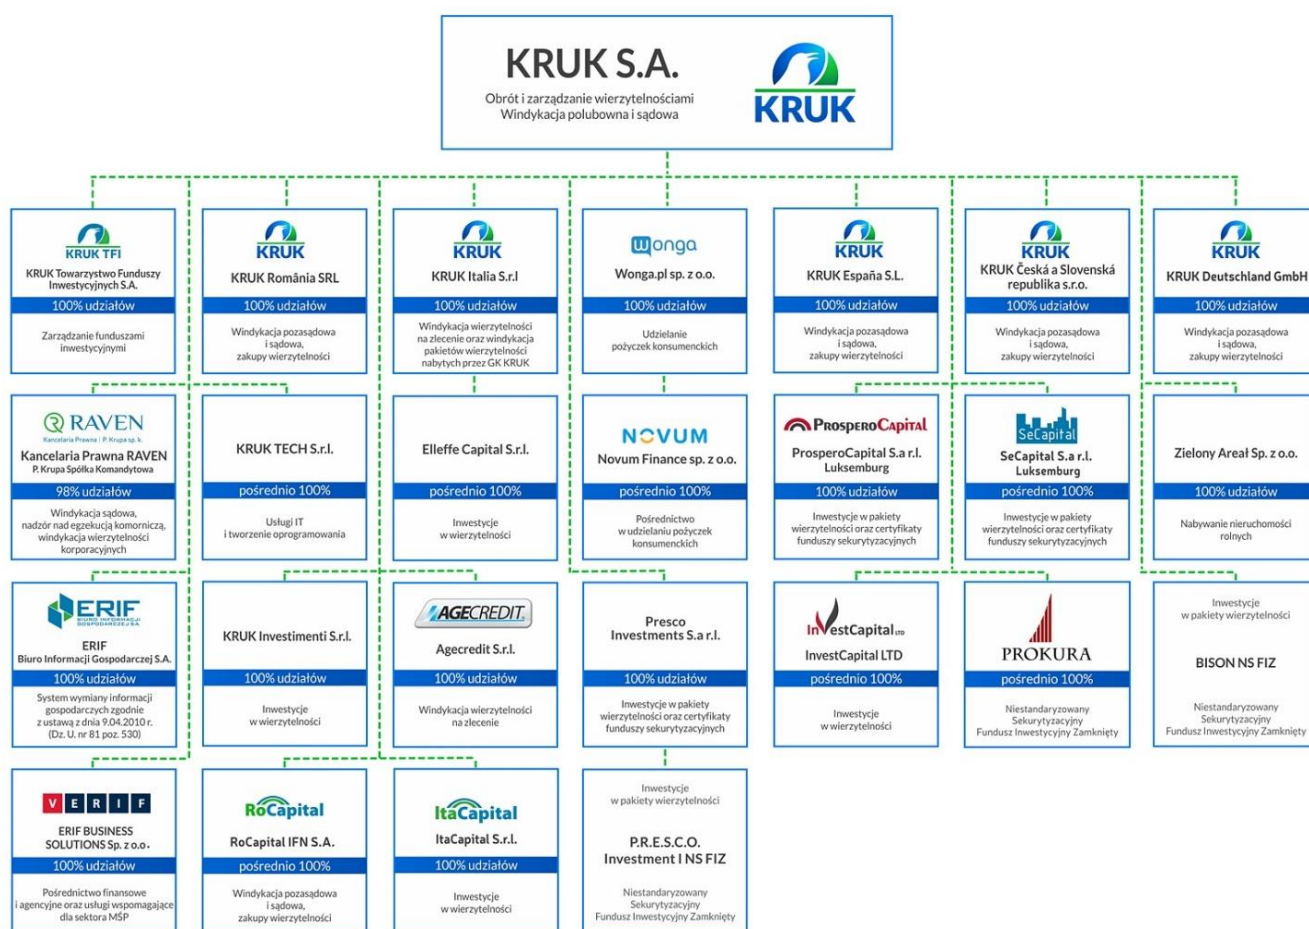 KRUK S.A.
Obrót i zarządzanie wierzytelnościami
Windykacja polubowna i sądowa
KRUK
KRUK TFI
KRUK Towarzystwo Funduszy
Inwestycyjnych S.A.
100% udziałów
Zarządzanie funduszami
inwestycyjnymi
KRUK
KRUK România SRL
100% udziałów
Windykacja pozasądowa
i sądowa,
zakupy wierzytelności
KRUK
KRUK Italia S.r.l
100% udziałów
Windykacja wierzytelności
na zlecenie oraz windykacja
pakietów wierzytelności
nabytych przez GK KRUK
wonga
Wonga.pl sp. z o.o.
100% udziałów
Udzielanie
pożyczek konsumenckich
KRUK
KRUK España S.L.
100% udziałów
Windykacja pozasądowa
i sądowa,
zakupy wierzytelności
KRUK
KRUK Česká a Slovenská
republika s.r.o.
100% udziałów
Windykacja pozasądowa
i sądowa,
zakupy wierzytelności
KRUK
KRUK Deutschland GmbH
100% udziałów
Windykacja pozasądowa
i sądowa,
zakupy wierzytelności
RAVEN
Kancelaria Prawna | P. Krupa sp. k.
Kancelaria Prawna RAVEN
P. Krupa Spółka Komandytowa
98% udziałów
Windykacja sądowa,
nadzór nad egzekucją komorniczą,
windykacja wierzytelności
korporacyjnych
KRUK TECH S.r.l.
pośrednio 100%
Usługi IT
i tworzenie oprogramowania
Elleffe Capital S.r.l.
pośrednio 100%
Inwestycje
w wierzytelności
NOVUM
Novum Finance sp. z o.o.
pośrednio 100%
Pośrednictwo
w udzielaniu pożyczek
konsumenckich
PROSPEROCAPITAL
ProsperoCapital S.a r.l.
Luksemburg
100% udziałów
Inwestycje w pakiety
wierzytelności oraz certyfikaty
funduszy sekurytyzacyjnych
SeCapital
SeCapital S.a r.l.
Luksemburg
pośrednio 100%
Inwestycje w pakiety
wierzytelności oraz certyfikaty
funduszy sekurytyzacyjnych
Zielony Areał Sp. z o.o.
100% udziałów
Nabywanie nieruchomości
rolnych
ERIF
BIURO INFORMACJI
GOSPODARCZEJ SA
ERIF
Biuro Informacji Gospodarczej S.A.
100% udziałów
System wymiany informacji
gospodarczych zgodnie
z ustawą z dnia 9.04.2010 r.
(Dz. U. nr 81 poz. 530)
KRUK Investimenti S.r.l.
100% udziałów
Inwestycje
w wierzytelności
AGECREDIT
Agecredit S.r.l.
100% udziałów
Windykacja wierzytelności
na zlecenie
Presco
Investments S.a r.l.
100% udziałów
Inwestycje w pakiety
wierzytelności oraz certyfikaty
funduszy sekurytyzacyjnych
InVestCapital LTD
InvestCapital LTD
pośrednio 100%
Inwestycje
w wierzytelności
PROKURA
pośrednio 100%
Niestandaryzowany
Sekurytyzacyjny
Fundusz Inwestycyjny Zamknięty
Inwestycje
w pakiety wierzytelności
BISON NS FIZ
Niestandaryzowany
Sekurytyzacyjny
Fundusz Inwestycyjny Zamknięty
VERIF
ERIF BUSINESS
SOLUTIONS Sp. z o.o.
100% udziałów
Pośrednictwo finansowe
i agencyjne oraz usługi wspomagające
dla sektora MŚP
RoCapital
RoCapital IFN S.A.
pośrednio 100%
Windykacja pozasądowa
i sądowa,
zakupy wierzytelności
ItaCapital
ItaCapital S.r.l.
100% udziałów
Inwestycje
w wierzytelności
Inwestycje
w pakiety wierzytelności
P.R.E.S.C.O.
Investment I NS FIZ
Niestandaryzowany
Sekurytyzacyjny
Fundusz Inwestycyjny Zamknięty